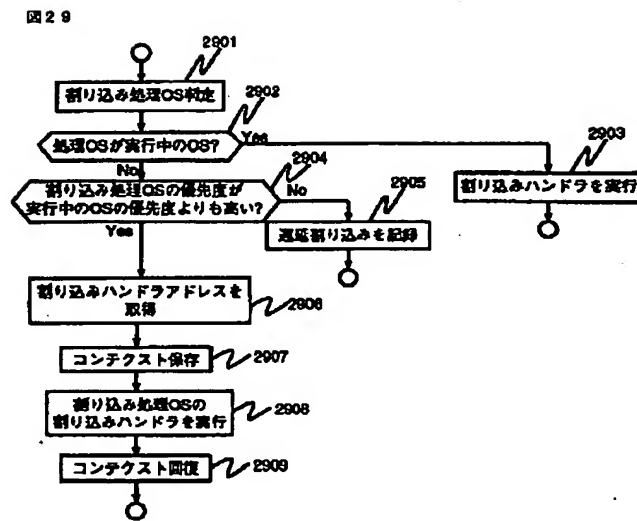 図29
2901
割り込み処理OS判定
2902
処理OSが実行中のOS?
Yes
2903
割り込みハンドラを実行
No
2904
割り込み処理OSの優先度が
実行中のOSの優先度よりも高い?
No
2905
遅延割り込みを記録
Yes
割り込みハンドラアドレスを
取得
2906
コンテクスト保存
2907
割り込み処理OSの
割り込みハンドラを実行
2908
コンテクスト回復
2909